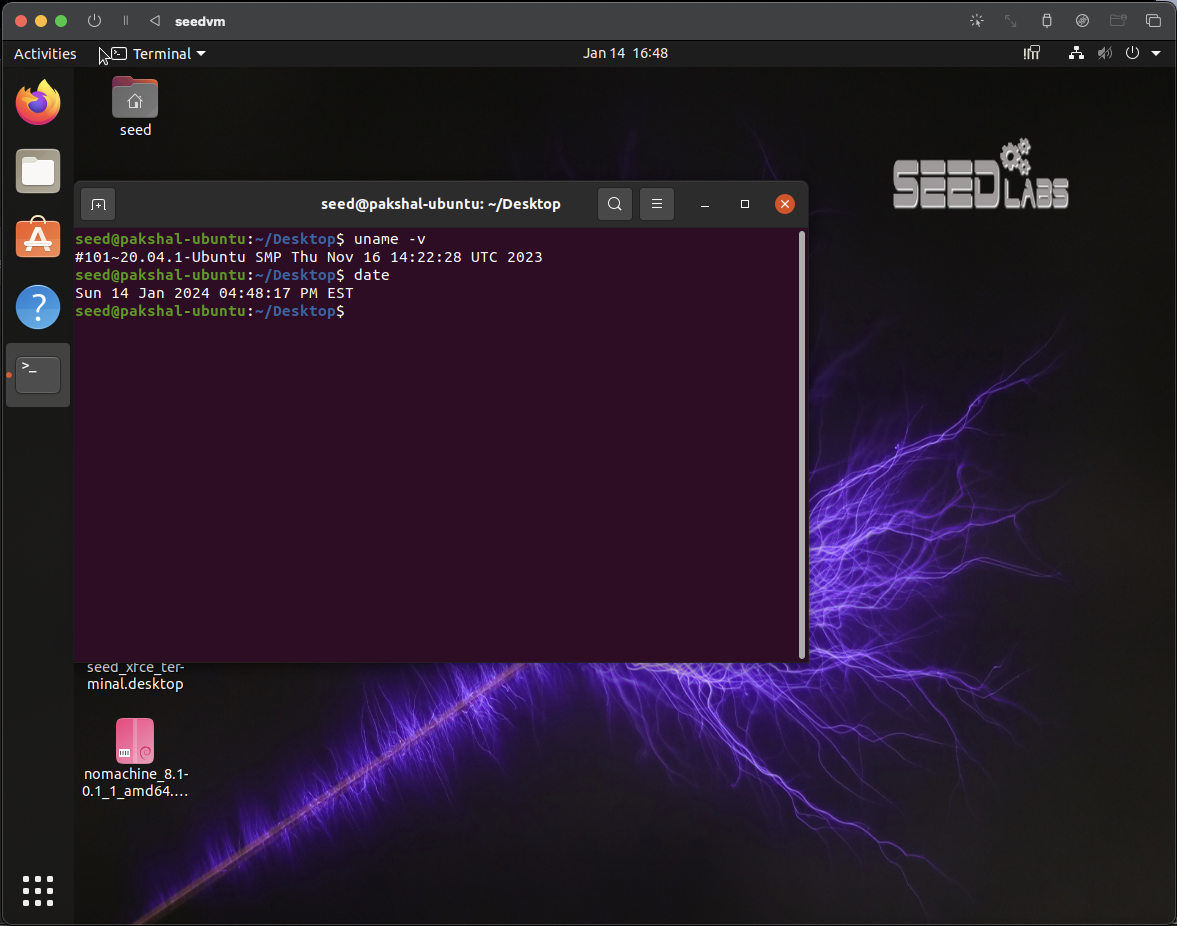 seedvm
Activities
Terminal
Jan 14 16:48
seed
SEED LABS
seed@pakshal-ubuntu: ~/Desktop
seed@pakshal-ubuntu:~/Desktop$ uname -v
#101~20.04.1-Ubuntu SMP Thu Nov 16 14:22:28 UTC 2023
seed@pakshal-ubuntu:~/Desktop$ date
Sun 14 Jan 2024 04:48:17 PM EST
seed@pakshal-ubuntu:~/Desktop$
seed_xfce_ter-
minal.desktop
nomachine_8.1-
0.1_1_amd64....